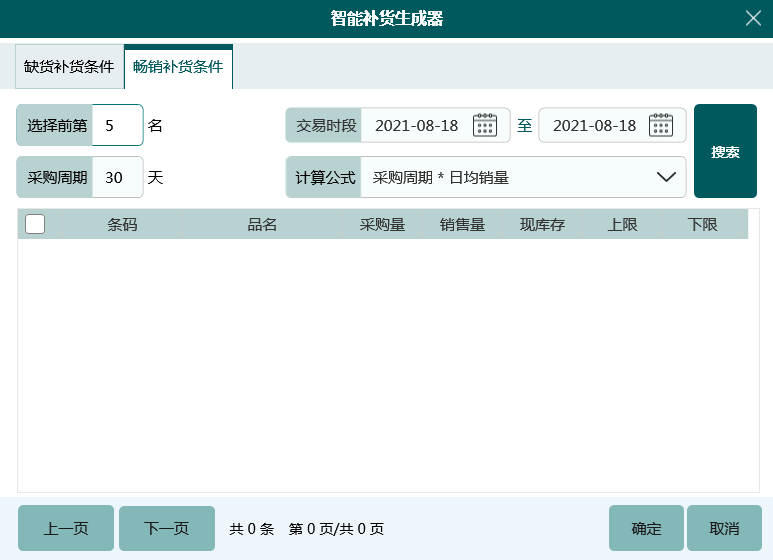 智能补货生成器
缺货补货条件 畅销补货条件
选择前第 5 名 交易时段 2021-08-18 至 2021-08-18
搜索
采购周期 30 天 计算公式 采购周期 * 日均销量
条码 品名 采购量 销售量 现库存 上限 下限
上一页 下一页 共 0 条 第 0 页/共 0 页 确定 取消